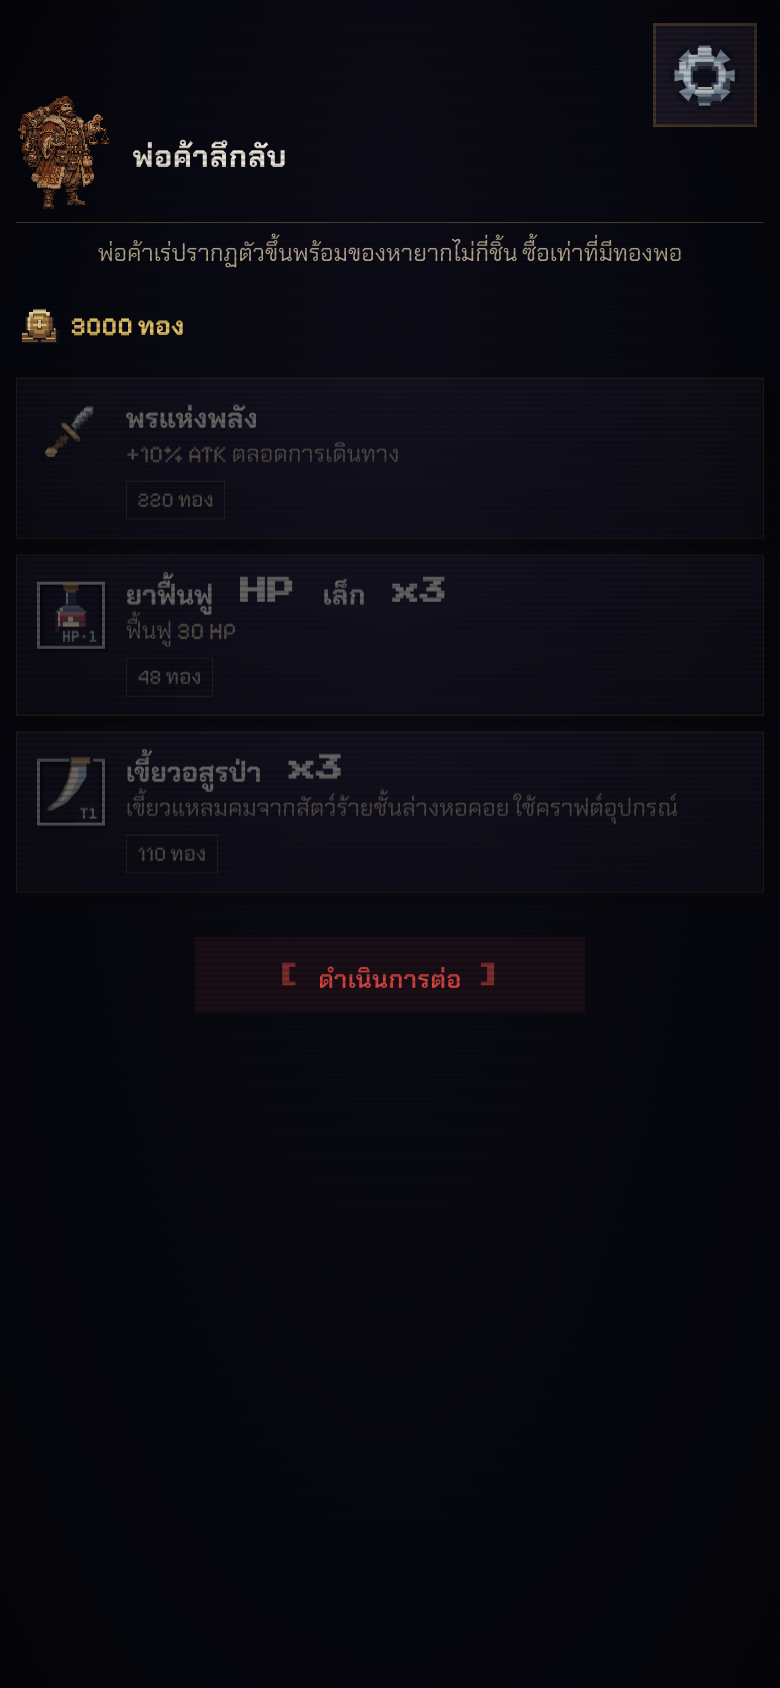 พ่อค้าลึกลับ
พ่อค้าเร่ปรากฏตัวขึ้นพร้อมของหายากไม่กี่ชิ้น ซื้อเท่าที่มีทองพอ
3000 ทอง
พรแห่งพลัง
+10% ATK ตลอดการเดินทาง
220 ทอง
ยาฟื้นฟู HP เล็ก x3
HP·1
ฟื้นฟู 30 HP
48 ทอง
เขี้ยวอสูรป่า x3
T1
เขี้ยวแหลมคมจากสัตว์ร้ายชั้นล่างหอคอย ใช้คราฟต์อุปกรณ์
110 ทอง
[ ดำเนินการต่อ ]